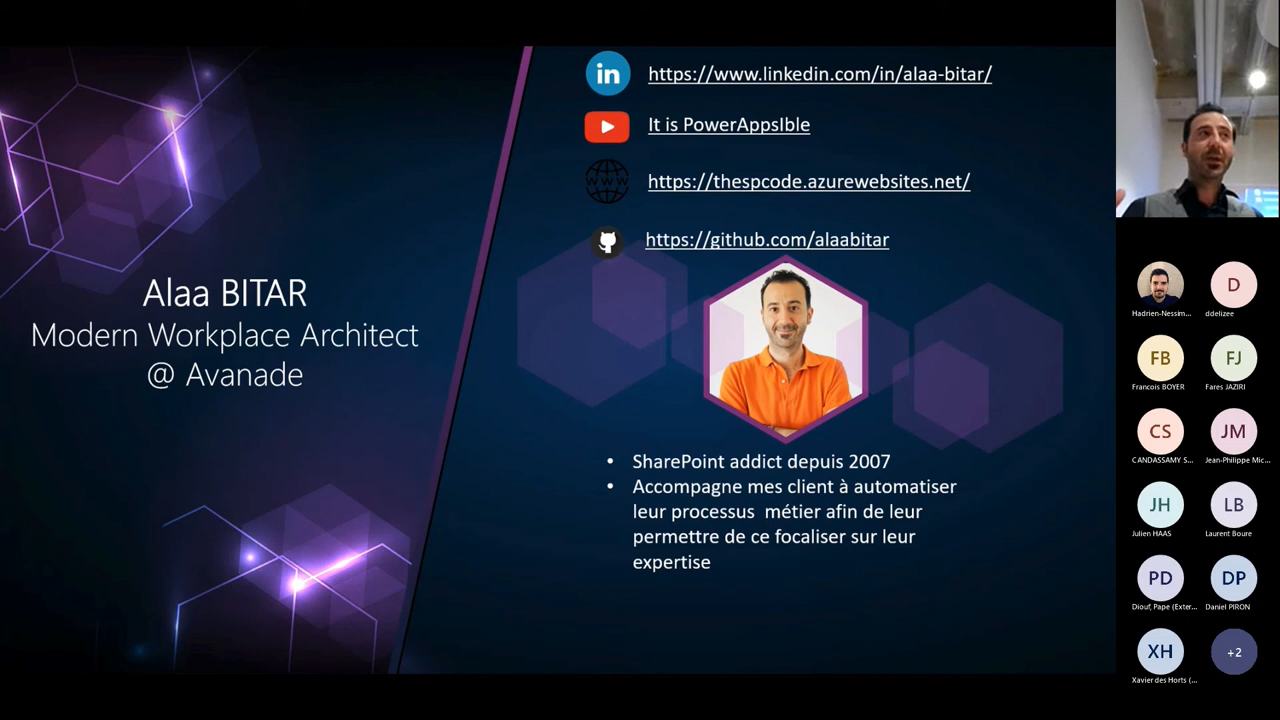 Alaa BITAR
Modern Workplace Architect
@ Avanade
in
https://www.linkedin.com/in/alaa-bitar/
It is PowerAppsIble
WWW
https://thespcode.azurewebsites.net/
https://github.com/alaabitar
• SharePoint addict depuis 2007
• Accompagne mes client à automatiser
leur processus métier afin de leur
permettre de ce focaliser sur leur
expertise
Hadrien-Nessim...
D
ddelizee
FB
Francois BOYER
FJ
Fares JAZIRI
CS
CANDASSAMY S...
JM
Jean-Philippe Mic...
JH
Julien HAAS
LB
Laurent Boure
PD
Diouf, Pape (Exter...
DP
Daniel PIRON
XH
Xavier des Horts (...
+2